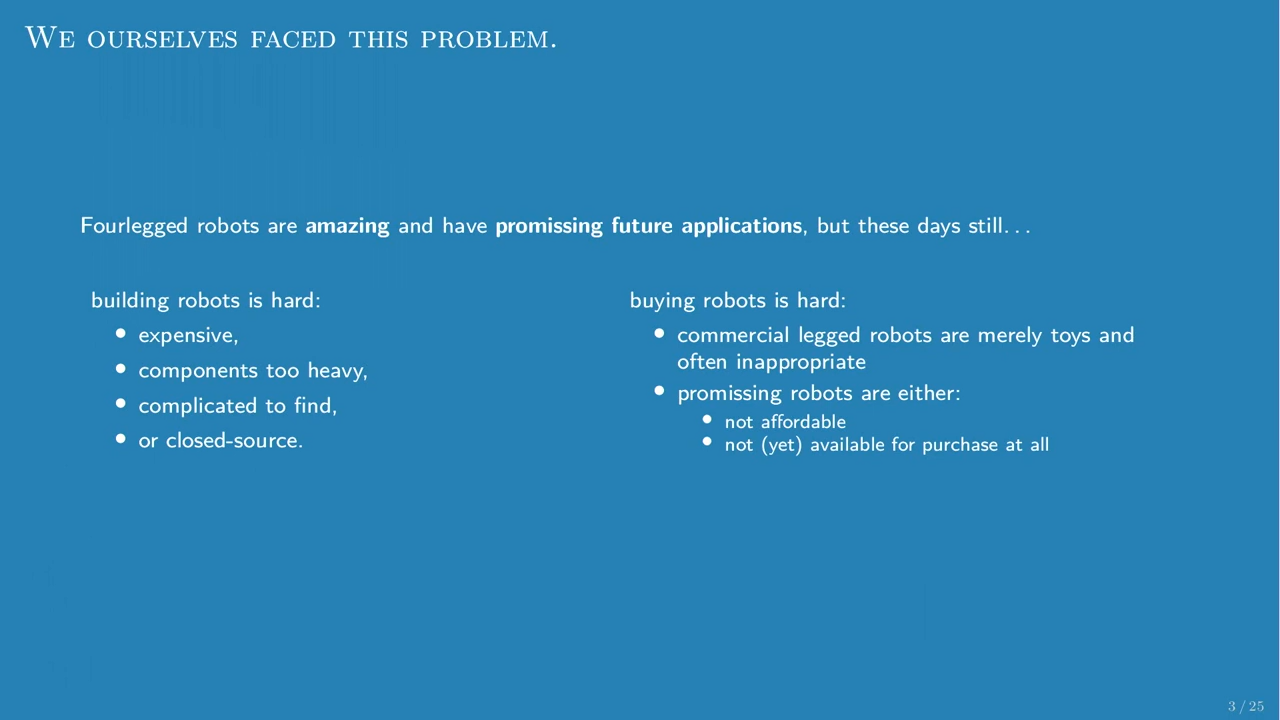 We ourselves faced this problem.
Fourlegged robots are amazing and have promissing future applications, but these days still...
building robots is hard:
• expensive,
• components too heavy,
• complicated to find,
• or closed-source.
buying robots is hard:
• commercial legged robots are merely toys and
often inappropriate
• promissing robots are either:
• not affordable
• not (yet) available for purchase at all
3 / 25